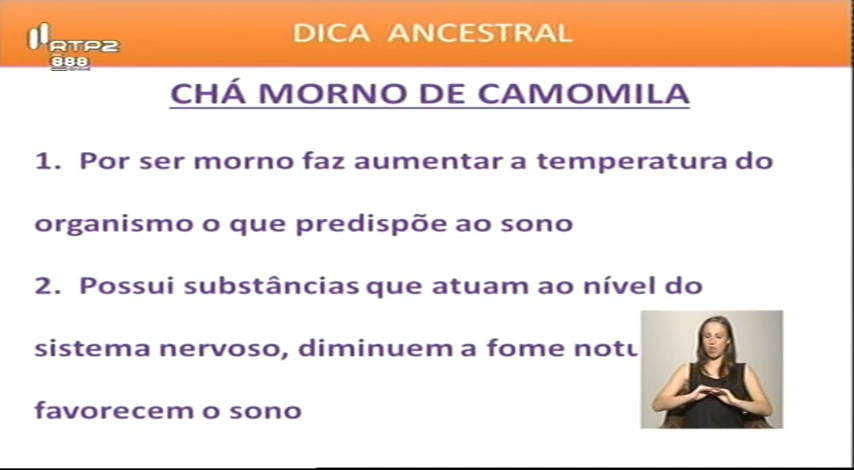 DICA ANCESTRAL
RTP2
888
CHÁ MORNO DE CAMOMILA
1. Por ser morno faz aumentar a temperatura do
organismo o que predispõe ao sono
2. Possui substâncias que atuam ao nível do
sistema nervoso, diminuem a fome
favorecem o sono